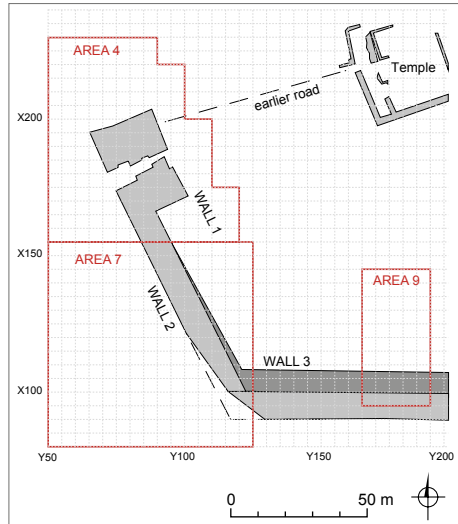 AREA 4
Temple
earlier road
X200
WALL 1
X150
AREA 7
AREA 9
WALL 2
WALL 3
X100
Y50
Y100
Y150
Y200
0
50 m